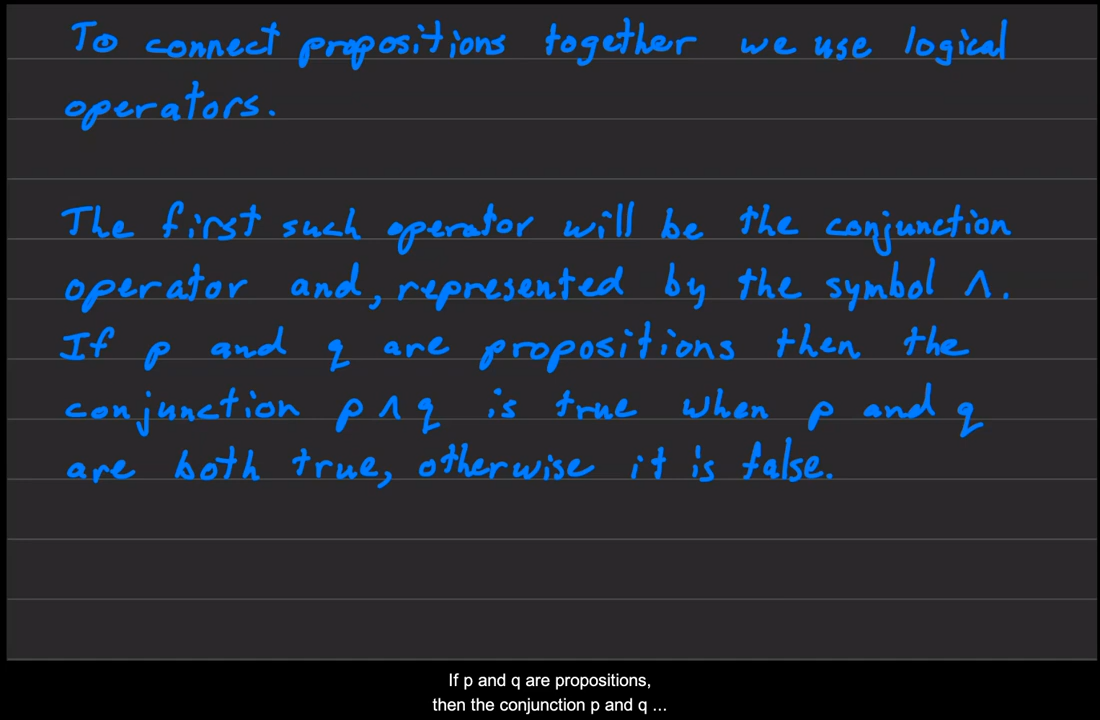 To connect propositions together we use logical
operators.
The first such operator will be the conjunction
operator and, represented by the symbol ∧.
If p and q are propositions then the
conjunction p ∧ q is true when p and q
are both true, otherwise it is false.
If p and q are propositions,
then the conjunction p and q ...